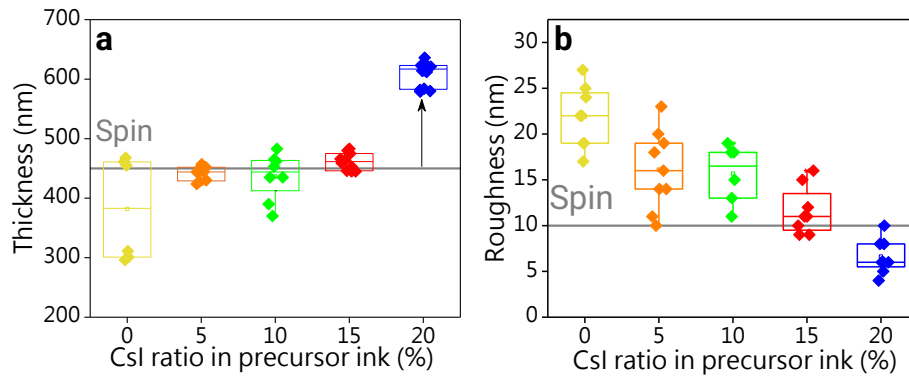 a
Thickness (nm)
700
600
500
400
300
200
Spin
0 5 10 15 20
CsI ratio in precursor ink (%)
b
Roughness (nm)
30
25
20
15
10
5
0
Spin
0 5 10 15 20
CsI ratio in precursor ink (%)